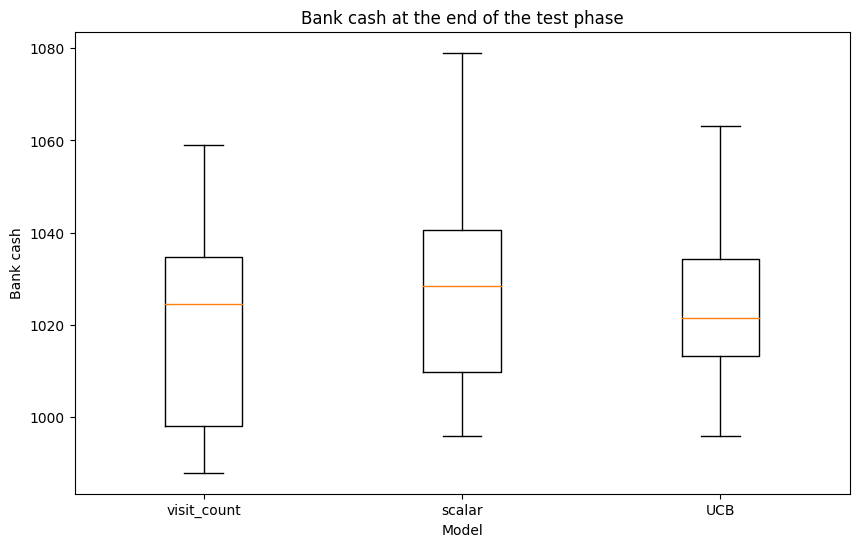 Bank cash at the end of the test phase
1080
1060
1040
1020
1000
Bank cash
visit_count
scalar
UCB
Model